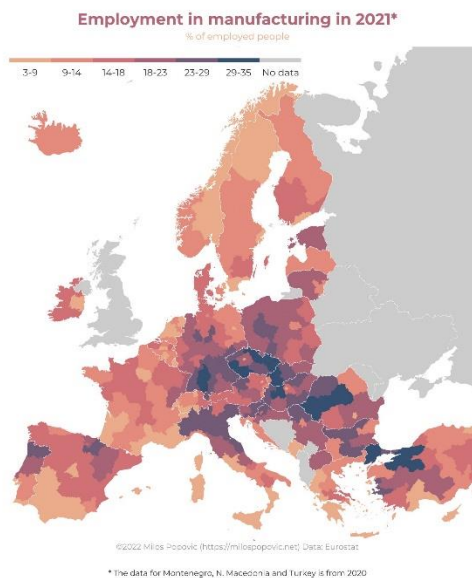 Employment in manufacturing in 2021*
% of employed people
3-9 9-14 14-18 18-23 23-29 29-35 No data
©2022 Milos Popovic (https://milospopovic.net) Data: Eurostat
* The data for Montenegro, N. Macedonia and Turkey is from 2020